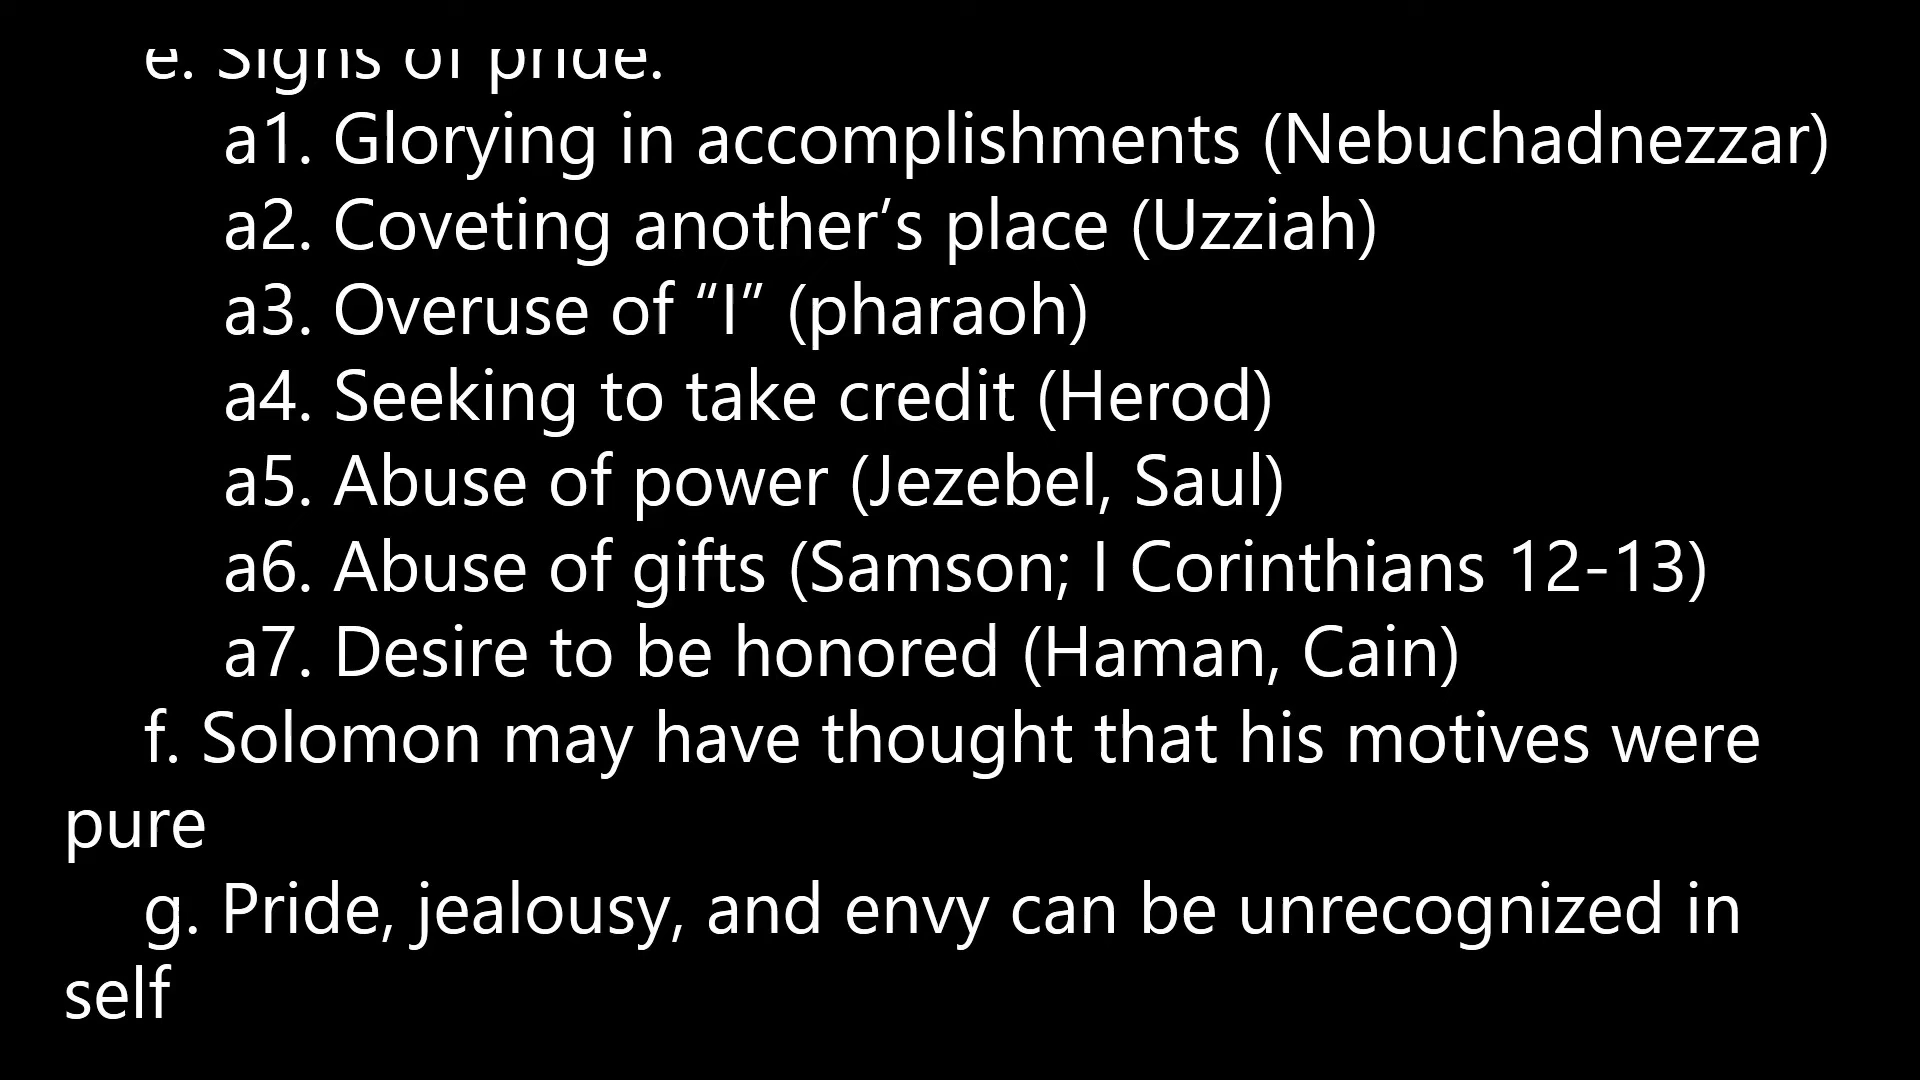 e. Signs of pride.
a1. Glorying in accomplishments (Nebuchadnezzar)
a2. Coveting another’s place (Uzziah)
a3. Overuse of “I” (pharaoh)
a4. Seeking to take credit (Herod)
a5. Abuse of power (Jezebel, Saul)
a6. Abuse of gifts (Samson; I Corinthians 12-13)
a7. Desire to be honored (Haman, Cain)
f. Solomon may have thought that his motives were
pure
g. Pride, jealousy, and envy can be unrecognized in
self